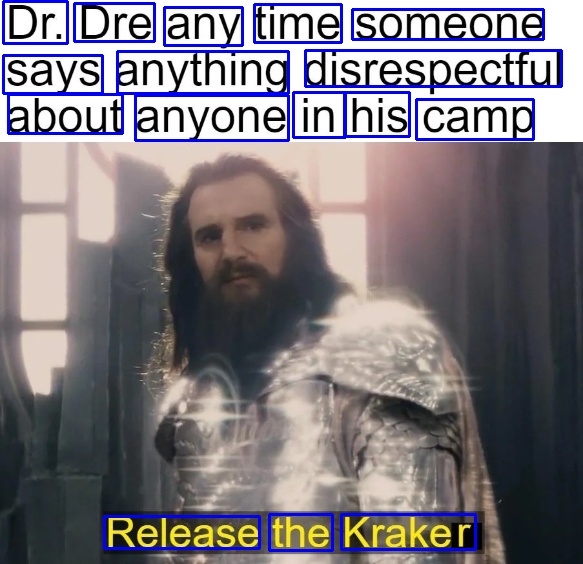 Dr. Dre any time someone
says anything disrespectful
about anyone in his camp
Release the Kraker